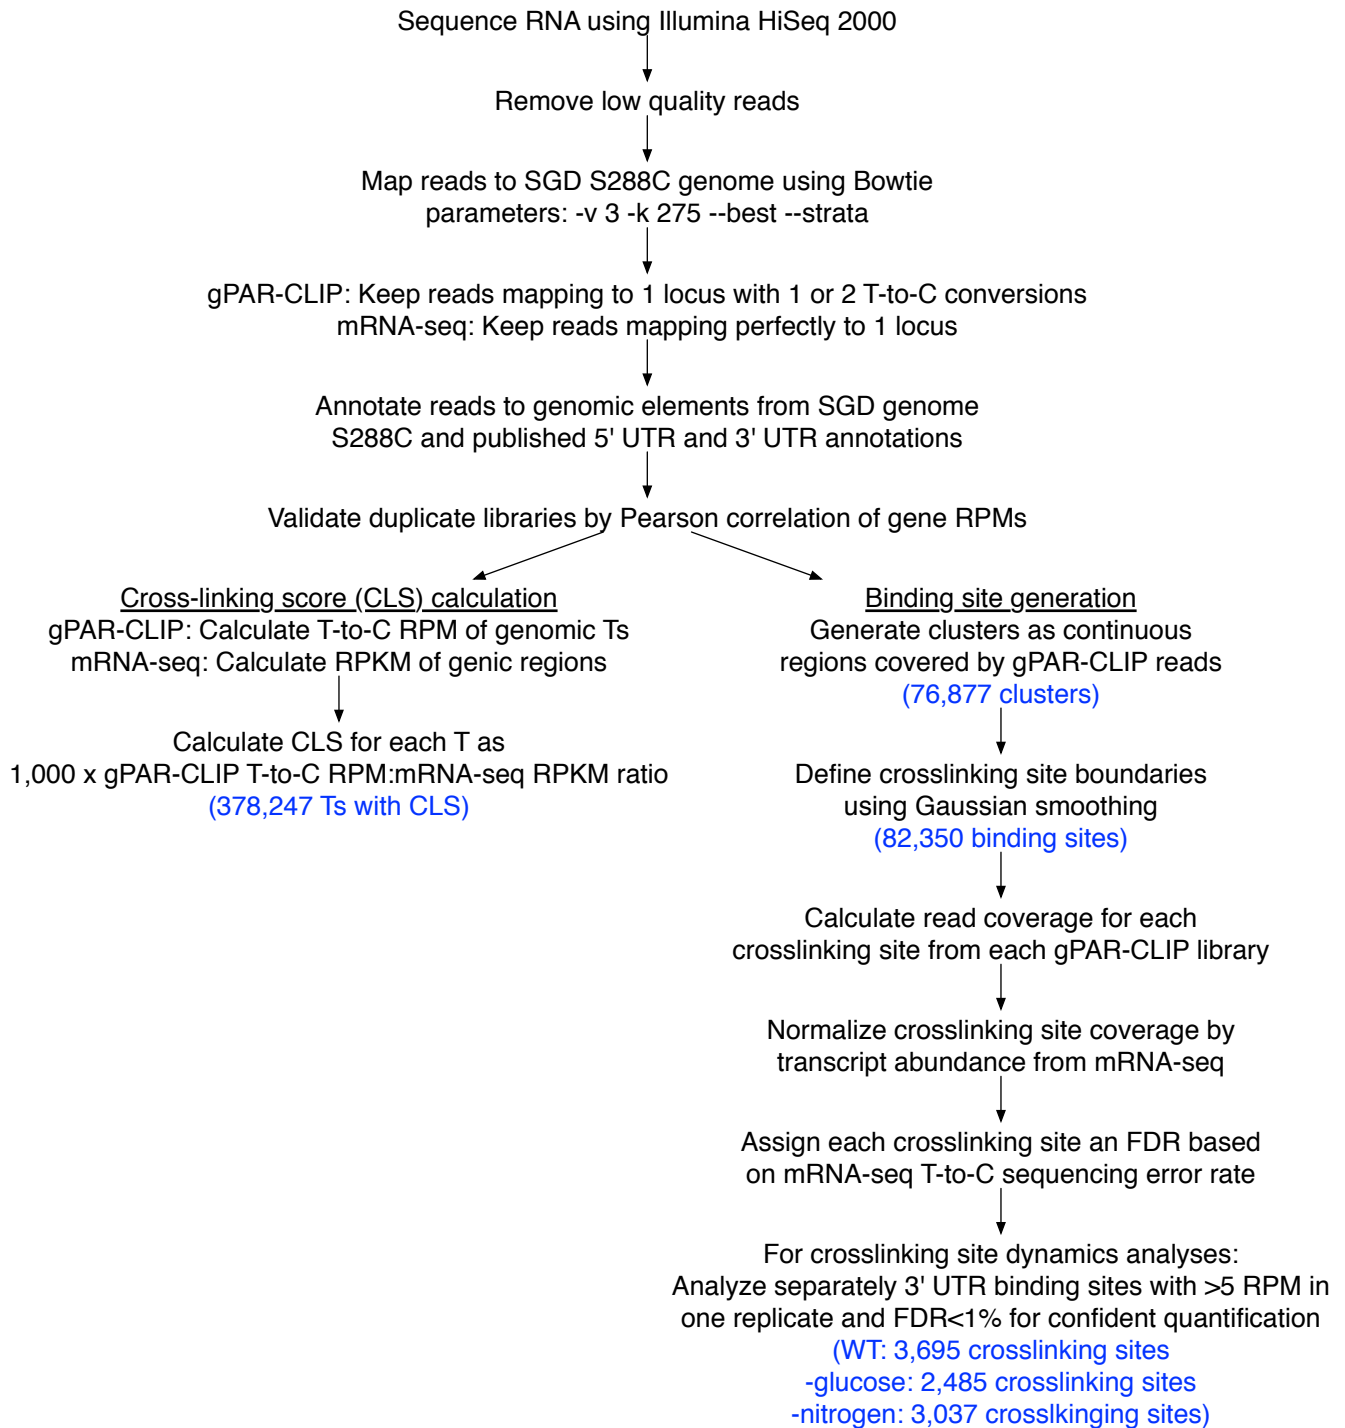 Sequence RNA using Illumina HiSeq 2000
Remove low quality reads
Map reads to SGD S288C genome using Bowtie
parameters: -v 3 -k 275 --best --strata
gPAR-CLIP: Keep reads mapping to 1 locus with 1 or 2 T-to-C conversions
mRNA-seq: Keep reads mapping perfectly to 1 locus
Annotate reads to genomic elements from SGD genome
S288C and published 5' UTR and 3' UTR annotations
Validate duplicate libraries by Pearson correlation of gene RPMs
Cross-linking score (CLS) calculation
gPAR-CLIP: Calculate T-to-C RPM of genomic Ts
mRNA-seq: Calculate RPKM of genic regions
Calculate CLS for each T as
1,000 x gPAR-CLIP T-to-C RPM:mRNA-seq RPKM ratio
(378,247 Ts with CLS)
Binding site generation
Generate clusters as continuous
regions covered by gPAR-CLIP reads
(76,877 clusters)
Define crosslinking site boundaries
using Gaussian smoothing
(82,350 binding sites)
Calculate read coverage for each
crosslinking site from each gPAR-CLIP library
Normalize crosslinking site coverage by
transcript abundance from mRNA-seq
Assign each crosslinking site an FDR based
on mRNA-seq T-to-C sequencing error rate
For crosslinking site dynamics analyses:
Analyze separately 3' UTR binding sites with >5 RPM in
one replicate and FDR<1% for confident quantification
(WT: 3,695 crosslinking sites
-glucose: 2,485 crosslinking sites
-nitrogen: 3,037 crosslkinging sites)